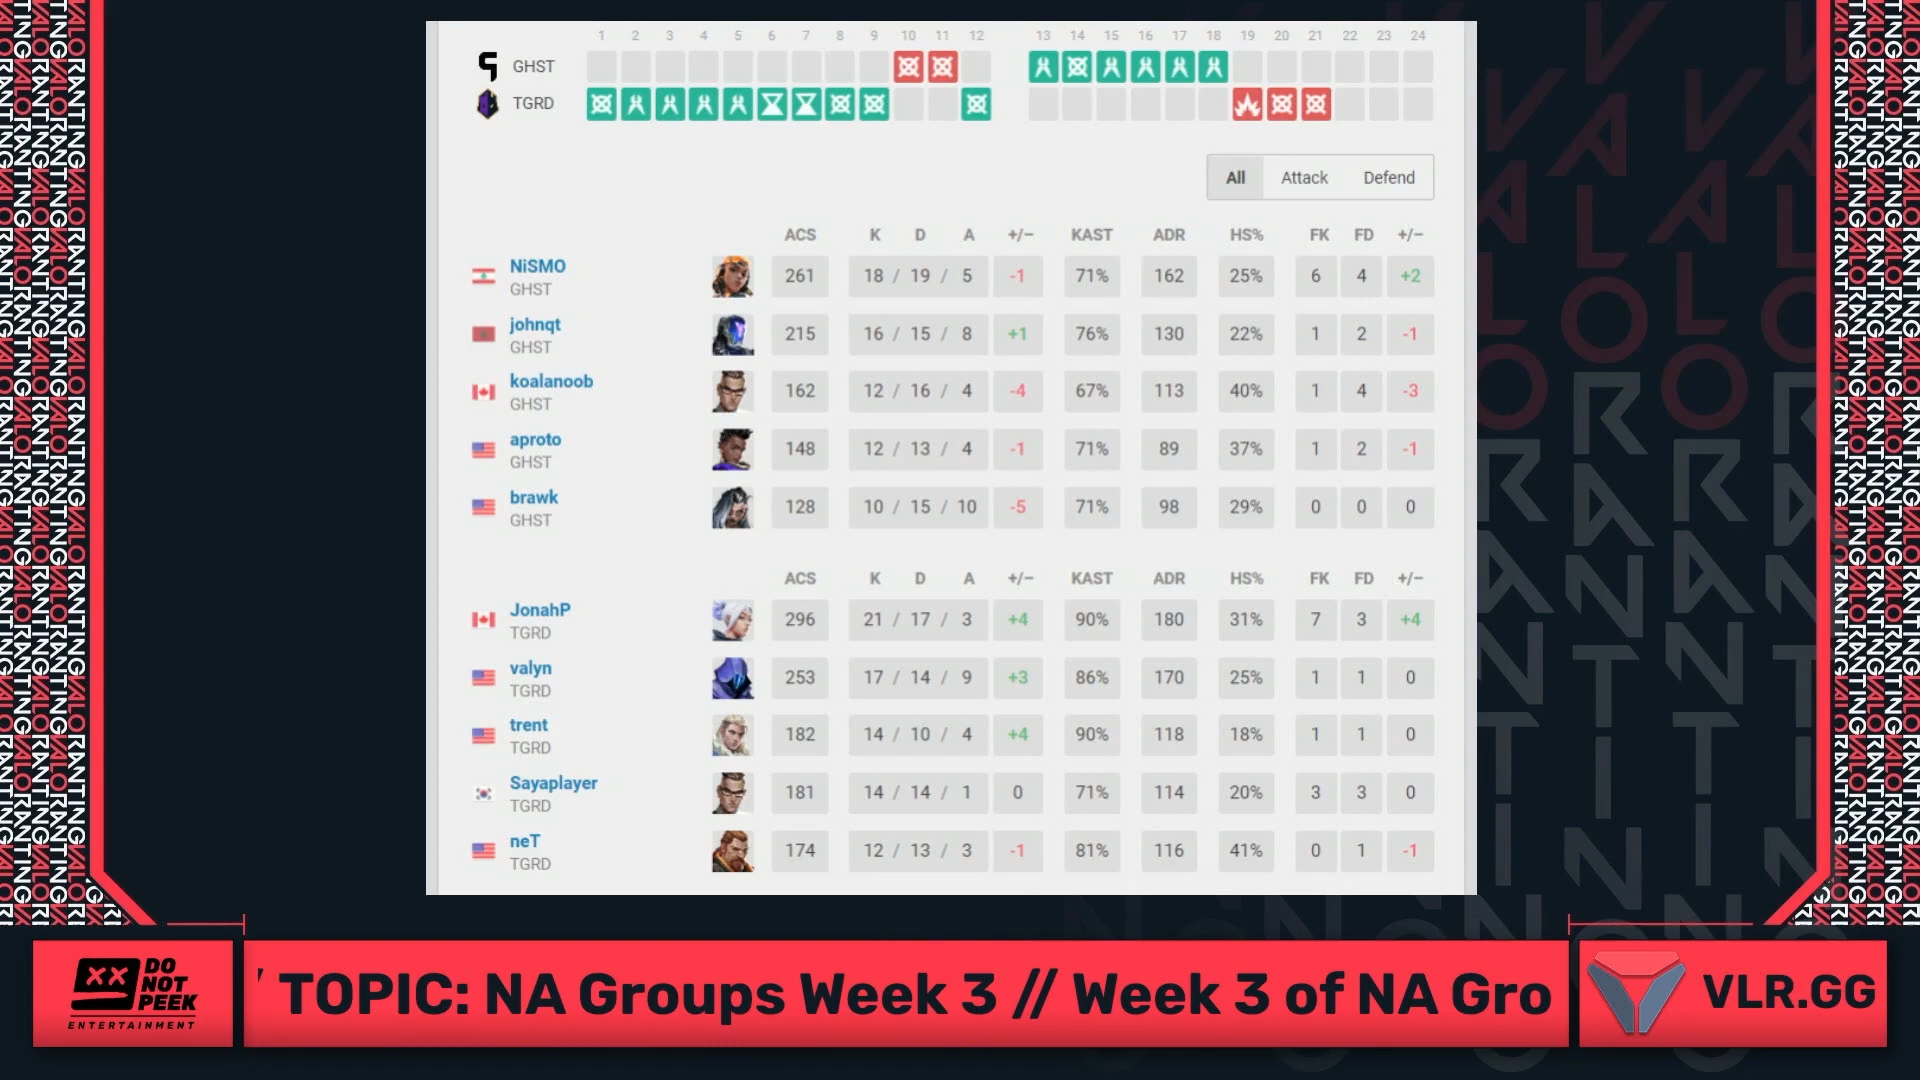 1 2 3 4 5 6 7 8 9 10 11 12 13 14 15 16 17 18 19 20 21 22 23 24
GHST
TGRD
All Attack Defend
ACS K D A +/− KAST ADR HS% FK FD +/−
NiSMO
GHST
261 18 / 19 / 5 -1 71% 162 25% 6 4 +2
johnqt
GHST
215 16 / 15 / 8 +1 76% 130 22% 1 2 -1
koalanoob
GHST
162 12 / 16 / 4 -4 67% 113 40% 1 4 -3
aproto
GHST
148 12 / 13 / 4 -1 71% 89 37% 1 2 -1
brawk
GHST
128 10 / 15 / 10 -5 71% 98 29% 0 0 0
ACS K D A +/− KAST ADR HS% FK FD +/−
JonahP
TGRD
296 21 / 17 / 3 +4 90% 180 31% 7 3 +4
valyn
TGRD
253 17 / 14 / 9 +3 86% 170 25% 1 1 0
trent
TGRD
182 14 / 10 / 4 +4 90% 118 18% 1 1 0
Sayaplayer
TGRD
181 14 / 14 / 1 0 71% 114 20% 3 3 0
neT
TGRD
174 12 / 13 / 3 -1 81% 116 41% 0 1 -1
DO
NOT
PEEK
ENTERTAINMENT
/ TOPIC: NA Groups Week 3 // Week 3 of NA Gro
VLR.GG
VALORANTING